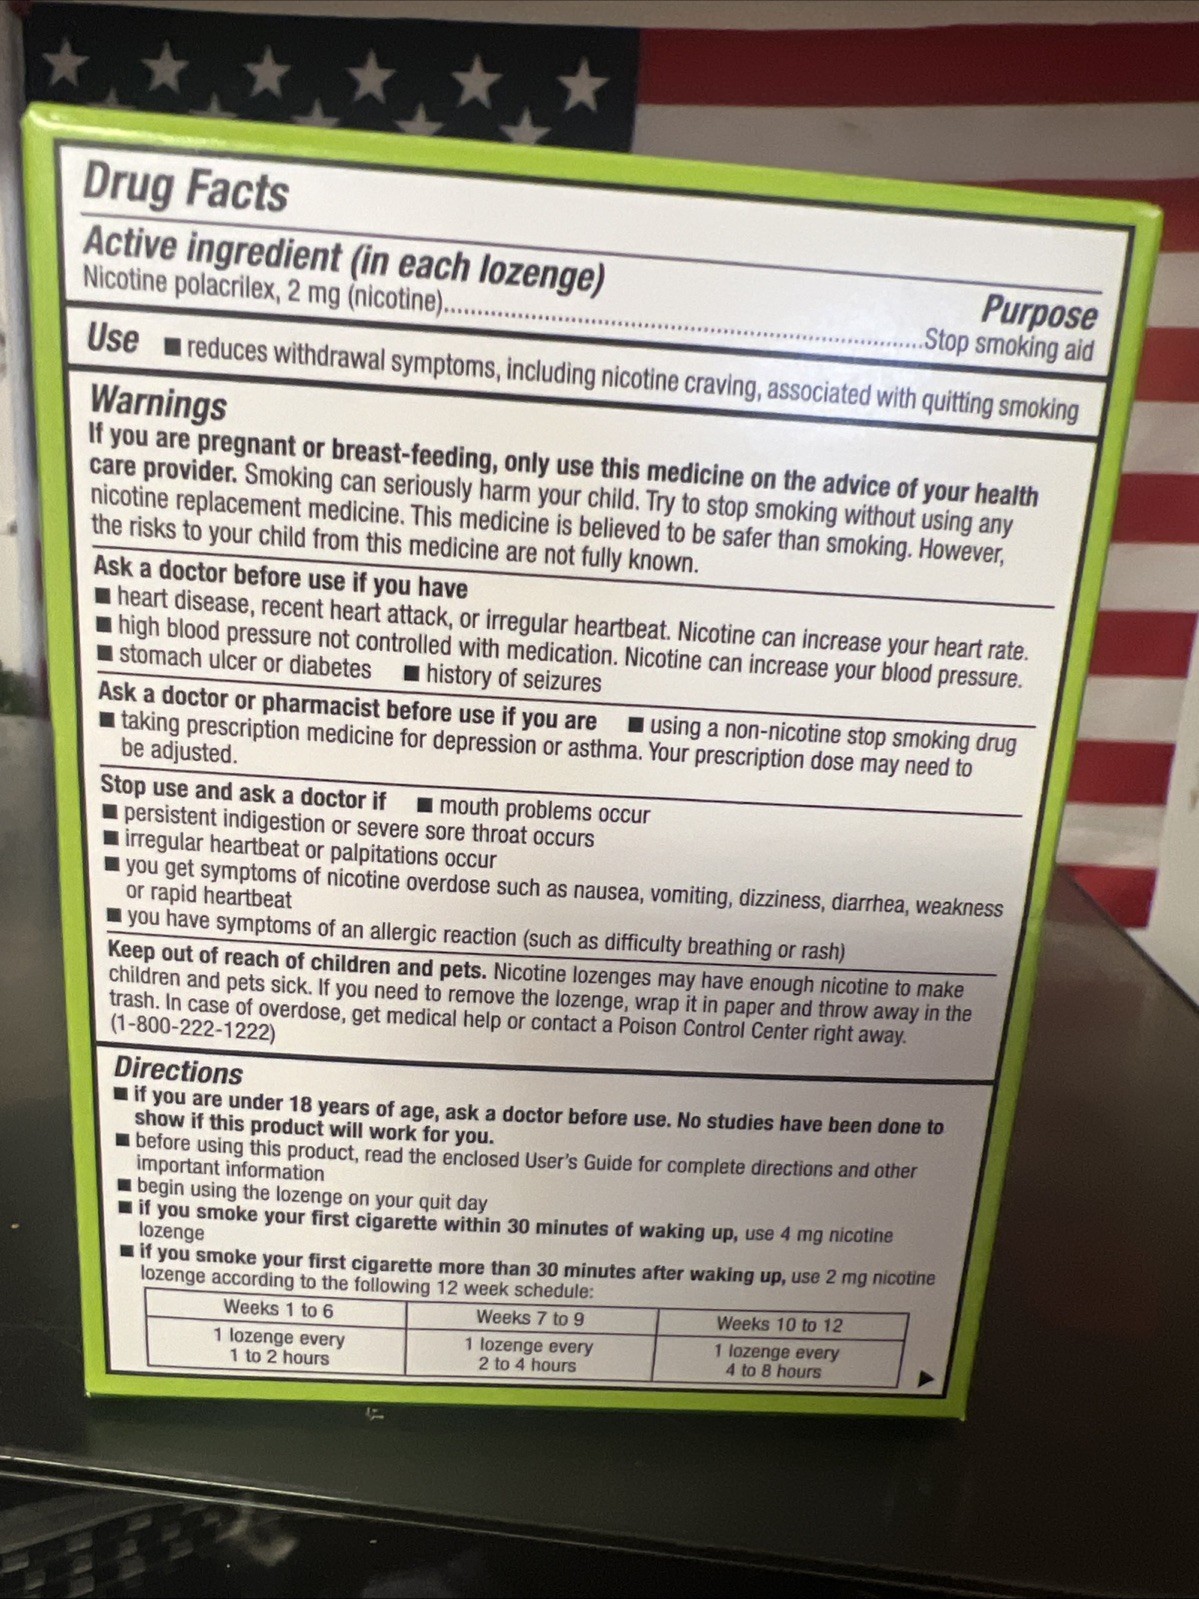 Drug Facts
Active ingredient (in each lozenge)
Purpose
Nicotine polacrilex, 2 mg (nicotine)..........Stop smoking aid
Use ■ reduces withdrawal symptoms, including nicotine craving, associated with quitting smoking
Warnings
If you are pregnant or breast-feeding, only use this medicine on the advice of your health
care provider. Smoking can seriously harm your child. Try to stop smoking without using any
nicotine replacement medicine. This medicine is believed to be safer than smoking. However,
the risks to your child from this medicine are not fully known.
Ask a doctor before use if you have
■ heart disease, recent heart attack, or irregular heartbeat. Nicotine can increase your heart rate.
■ high blood pressure not controlled with medication. Nicotine can increase your blood pressure.
■ stomach ulcer or diabetes ■ history of seizures
Ask a doctor or pharmacist before use if you are ■ using a non-nicotine stop smoking drug
■ taking prescription medicine for depression or asthma. Your prescription dose may need to
be adjusted.
Stop use and ask a doctor if ■ mouth problems occur
■ persistent indigestion or severe sore throat occurs
■ irregular heartbeat or palpitations occur
■ you get symptoms of nicotine overdose such as nausea, vomiting, dizziness, diarrhea, weakness
or rapid heartbeat
■ you have symptoms of an allergic reaction (such as difficulty breathing or rash)
Keep out of reach of children and pets. Nicotine lozenges may have enough nicotine to make
children and pets sick. If you need to remove the lozenge, wrap it in paper and throw away in the
trash. In case of overdose, get medical help or contact a Poison Control Center right away.
(1-800-222-1222)
Directions
■ if you are under 18 years of age, ask a doctor before use. No studies have been done to
show if this product will work for you.
■ before using this product, read the enclosed User's Guide for complete directions and other
important information
■ begin using the lozenge on your quit day
■ if you smoke your first cigarette within 30 minutes of waking up, use 4 mg nicotine
lozenge
■ if you smoke your first cigarette more than 30 minutes after waking up, use 2 mg nicotine
lozenge according to the following 12 week schedule:
Weeks 1 to 6 Weeks 7 to 9 Weeks 10 to 12
1 lozenge every 1 lozenge every 1 lozenge every
1 to 2 hours 2 to 4 hours 4 to 8 hours